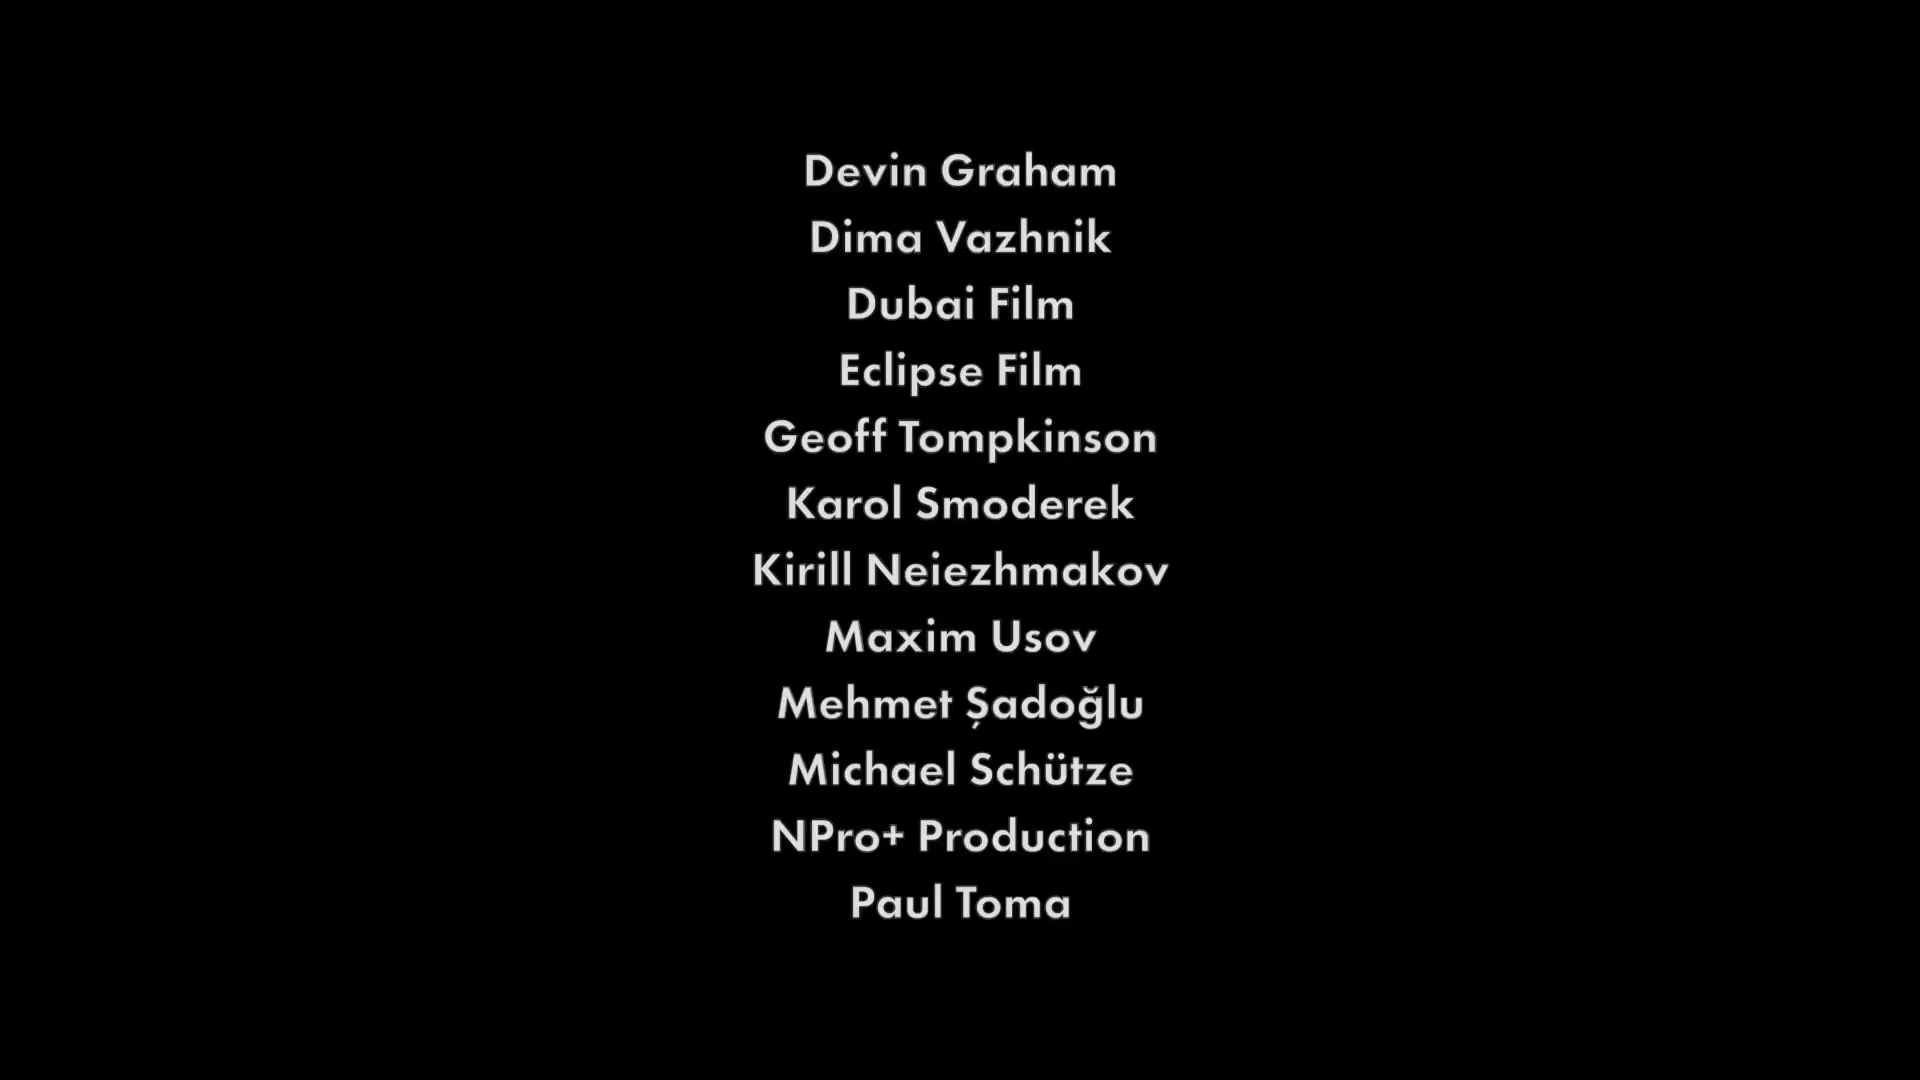 Devin Graham
Dima Vazhnik
Dubai Film
Eclipse Film
Geoff Tompkinson
Karol Smoderek
Kirill Neiezhmakov
Maxim Usov
Mehmet Şadoğlu
Michael Schütze
NPro+ Production
Paul Toma